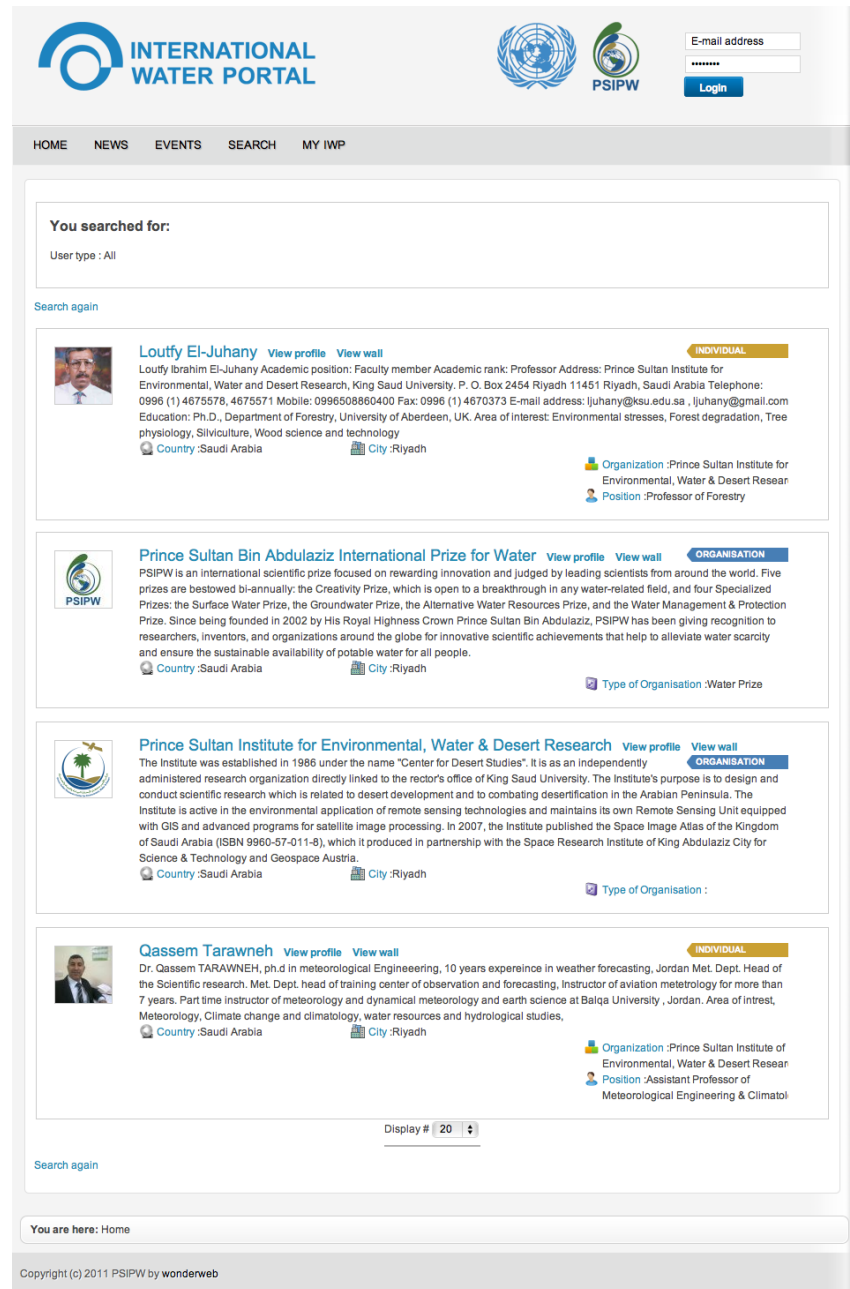 INTERNATIONAL
WATER PORTAL
PSIPW
E-mail address
••••••••
Login
HOME NEWS EVENTS SEARCH MY IWP
You searched for:
User type : All
Search again
Loutfy El-Juhany View profile View wall
INDIVIDUAL
Loutfy Ibrahim El-Juhany Academic position: Faculty member Academic rank: Professor Address: Prince Sultan Institute for
Environmental, Water and Desert Research, King Saud University. P. O. Box 2454 Riyadh 11451 Riyadh, Saudi Arabia Telephone:
0996 (1) 4675578, 4675571 Mobile: 0996508860400 Fax: 0996 (1) 4670373 E-mail address: ljuhany@ksu.edu.sa , ljuhany@gmail.com
Education: Ph.D., Department of Forestry, University of Aberdeen, UK. Area of interest: Environmental stresses, Forest degradation, Tree
physiology, Silviculture, Wood science and technology
Country :Saudi Arabia City :Riyadh
Organization :Prince Sultan Institute for
Environmental, Water & Desert Resear
Position :Professor of Forestry
PSIPW
Prince Sultan Bin Abdulaziz International Prize for Water View profile View wall
ORGANISATION
PSIPW is an international scientific prize focused on rewarding innovation and judged by leading scientists from around the world. Five
prizes are bestowed bi-annually: the Creativity Prize, which is open to a breakthrough in any water-related field, and four Specialized
Prizes: the Surface Water Prize, the Groundwater Prize, the Alternative Water Resources Prize, and the Water Management & Protection
Prize. Since being founded in 2002 by His Royal Highness Crown Prince Sultan Bin Abdulaziz, PSIPW has been giving recognition to
researchers, inventors, and organizations around the globe for innovative scientific achievements that help to alleviate water scarcity
and ensure the sustainable availability of potable water for all people.
Country :Saudi Arabia City :Riyadh
Type of Organisation :Water Prize
Prince Sultan Institute for Environmental, Water & Desert Research View profile View wall
The Institute was established in 1986 under the name "Center for Desert Studies". It is as an independently
ORGANISATION
administered research organization directly linked to the rector's office of King Saud University. The Institute's purpose is to design and
conduct scientific research which is related to desert development and to combating desertification in the Arabian Peninsula. The
Institute is active in the environmental application of remote sensing technologies and maintains its own Remote Sensing Unit equipped
with GIS and advanced programs for satellite image processing. In 2007, the Institute published the Space Image Atlas of the Kingdom
of Saudi Arabia (ISBN 9960-57-011-8), which it produced in partnership with the Space Research Institute of King Abdulaziz City for
Science & Technology and Geospace Austria.
Country :Saudi Arabia City :Riyadh
Type of Organisation :
Qassem Tarawneh View profile View wall
INDIVIDUAL
Dr. Qassem TARAWNEH, ph.d in meteorological Engineeering, 10 years expereince in weather forecasting, Jordan Met. Dept. Head of
the Scientific research. Met. Dept. head of training center of observation and forecasting, Instructor of aviation metetrology for more than
7 years. Part time instructor of meteorology and dynamical meteorology and earth science at Balqa University , Jordan. Area of intrest,
Meteorology, Climate change and climatology, water resources and hydrological studies,
Country :Saudi Arabia City :Riyadh
Organization :Prince Sultan Institute of
Environmental, Water & Desert Resear
Position :Assistant Professor of
Meteorological Engineering & Climatol
Display # 20
Search again
You are here: Home
Copyright (c) 2011 PSIPW by wonderweb